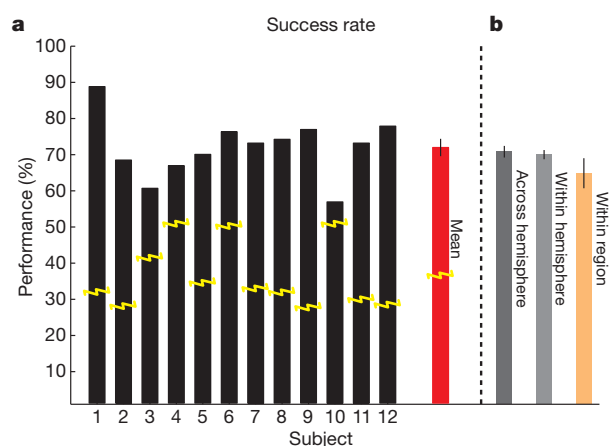 a
Success rate
b
100
90
80
70
60
50
40
30
20
10
Performance (%)
1 2 3 4 5 6 7 8 9 10 11 12
Subject
Mean
Across hemisphere
Within hemisphere
Within region